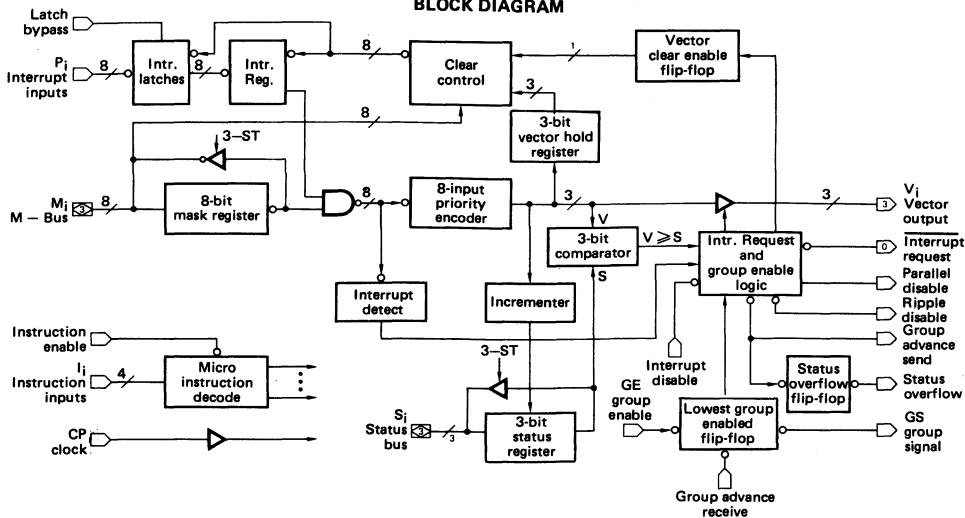 BLOCK DIAGRAM
Latch
bypass
Pi
Interrupt
inputs
8
Intr.
latches
8
Intr.
Reg.
8
Clear
control
1
Vector
clear enable
flip-flop
8
3
3-bit
vector hold
register
3–ST
Mi
M – Bus
3
8
8-bit
mask register
8
8-input
priority
encoder
3
3
Vi
Vector
output
3
V
3-bit
comparator
S
V ⩾ S
Intr. Request
and
group enable
logic
0
Interrupt
request
Parallel
disable
Ripple
disable
Group
advance
send
Interrupt
detect
Incrementer
Interrupt
disable
Instruction
enable
Ii
Instruction
inputs
4
Micro
instruction
decode
CP
clock
3–ST
Si
Status
bus
3
3
3-bit
status
register
GE
group
enable
Lowest group
enabled
flip-flop
Status
overflow
flip-flop
Status
overflow
GS
group
signal
Group advance
receive